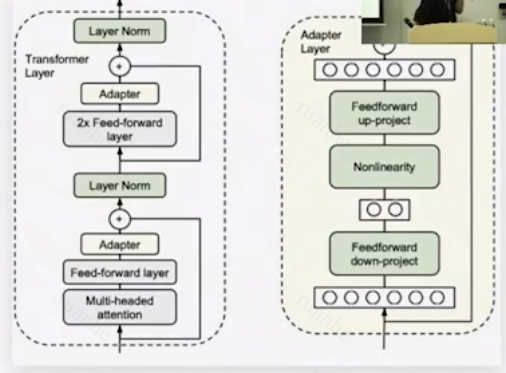 Layer Norm
Transformer
Layer
+
Adapter
2x Feed-forward
layer
Layer Norm
+
Adapter
Feed-forward layer
Multi-headed
attention
Adapter
Layer
Feedforward
up-project
Nonlinearity
Feedforward
down-project